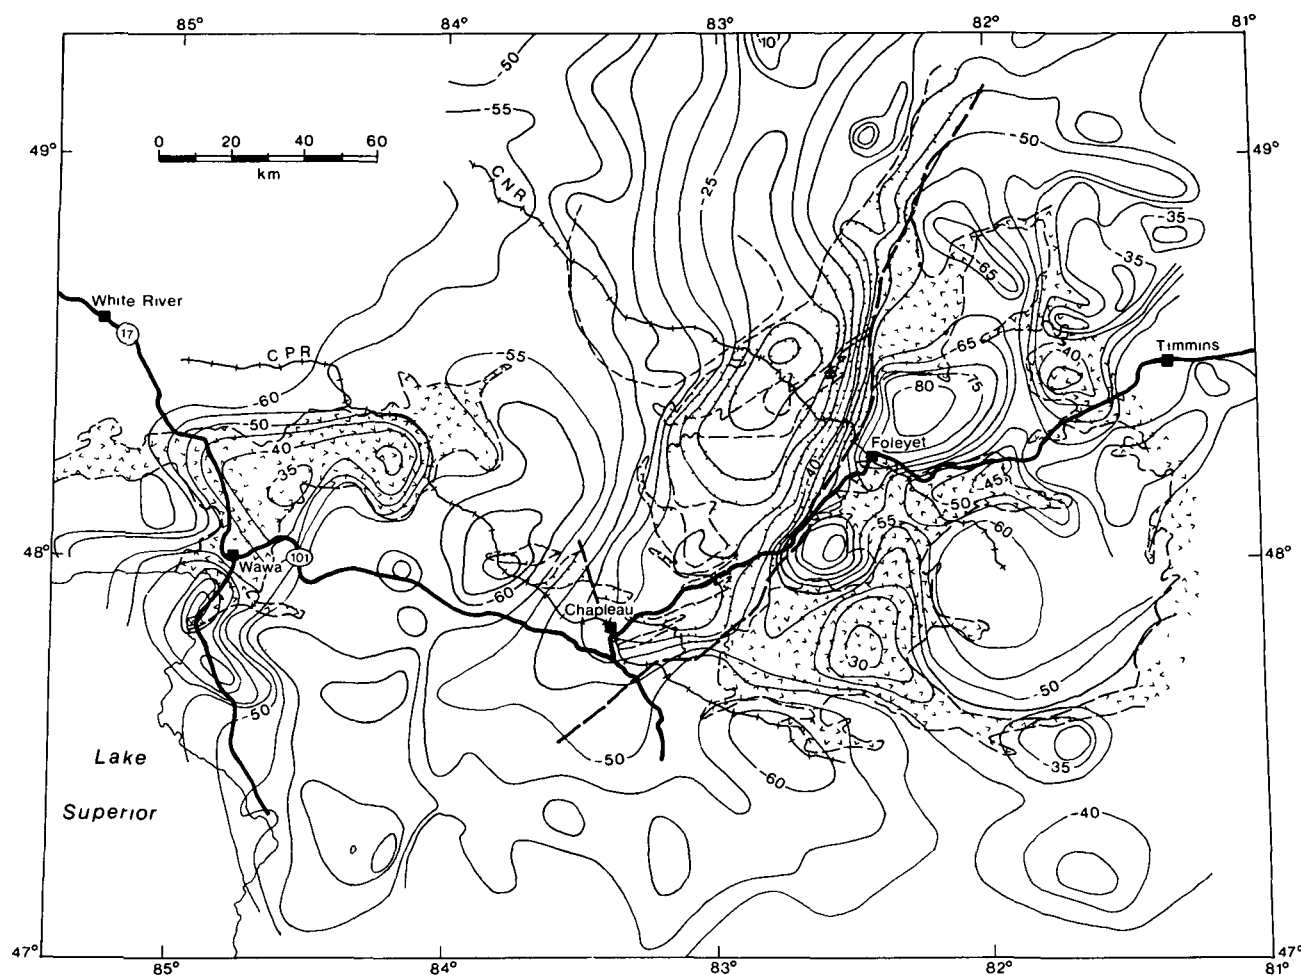 85° 84° 83° 82° 81°
-50 10
-55
49° 0 20 40 60 -50 49°
km
CNR -25
-35
-35
-65
White River
17
-65 Timmins
CPR -55 -40
-60 -80 75
-50
-40 Foleyet
-35 40 -45
-50
55 -60
48° 101 48°
Wawa
-60
Chapleau
-30
-50
-50
-50 -35
Lake -60
Superior -40
47° 47°
85° 84° 83° 82° 81°